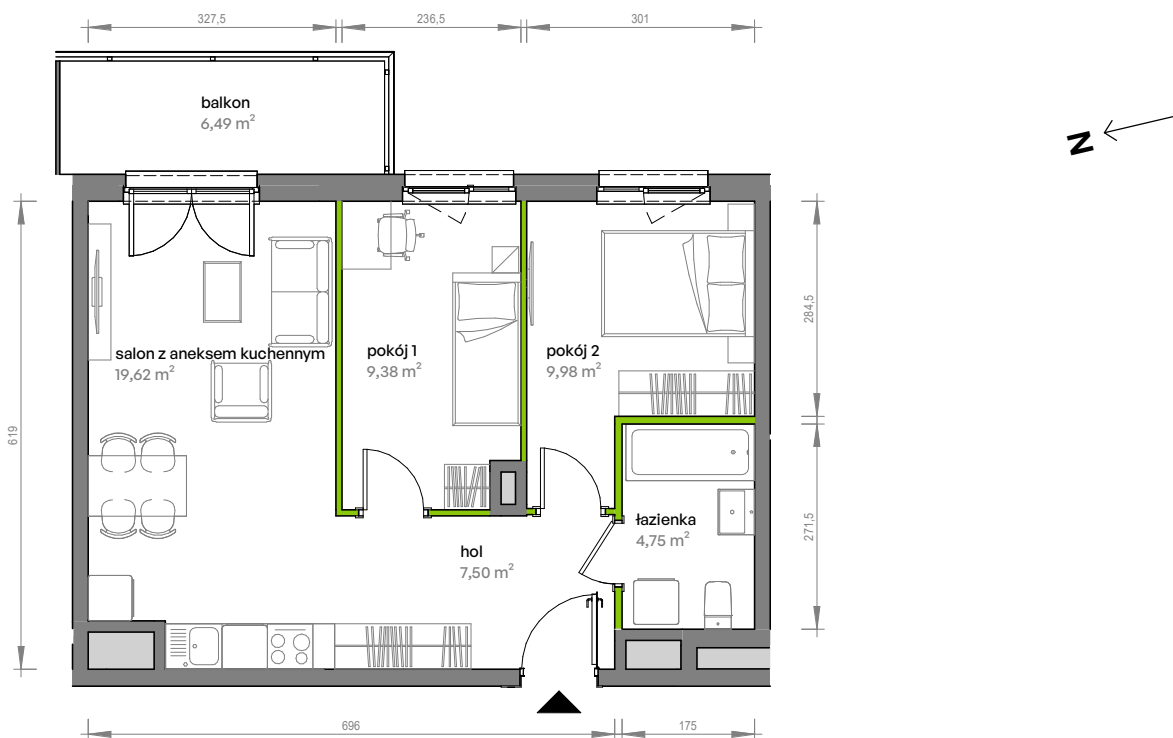 327,5
236,5
301
balkon
6,49 m²
N
619
284,5
salon z aneksem kuchennym
19,62 m²
pokój 1
9,38 m²
pokój 2
9,98 m²
271,5
łazienka
4,75 m²
hol
7,50 m²
696
175